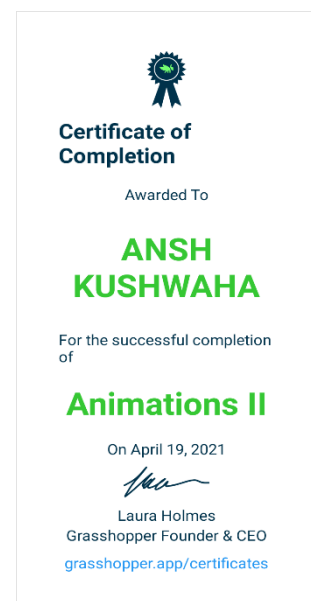 Certificate of
Completion
Awarded To
ANSH
KUSHWAHA
For the successful completion
of
Animations II
On April 19, 2021
Laura Holmes
Grasshopper Founder & CEO
grasshopper.app/certificates